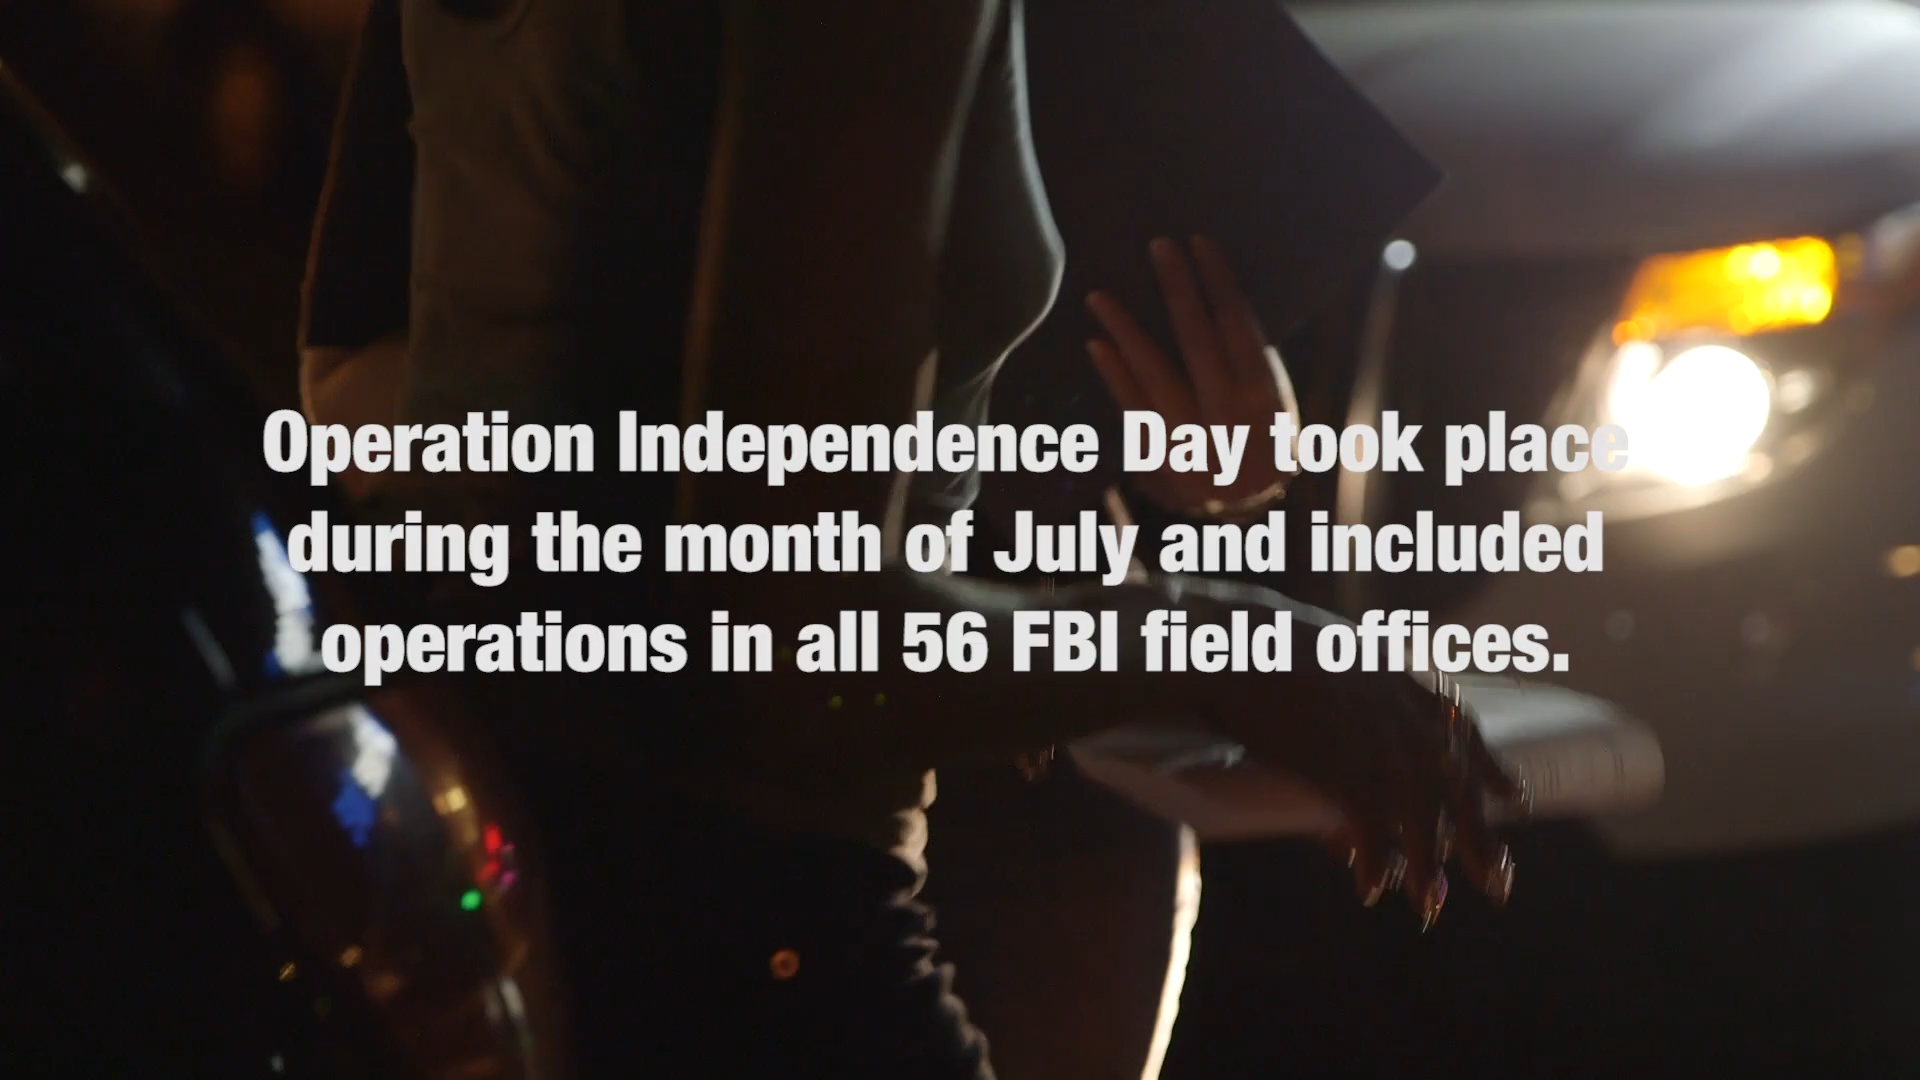 Operation Independence Day took place
during the month of July and included
operations in all 56 FBI field offices.